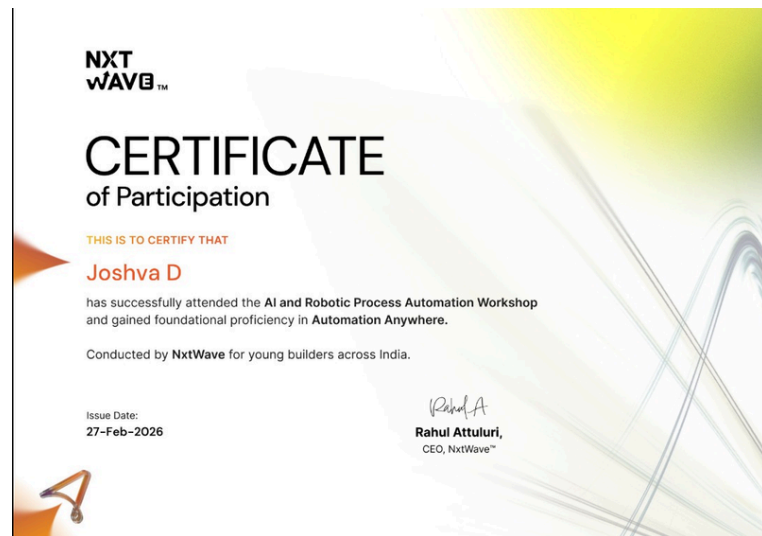 NXT
WAVE™
CERTIFICATE
of Participation
THIS IS TO CERTIFY THAT
Joshva D
has successfully attended the AI and Robotic Process Automation Workshop
and gained foundational proficiency in Automation Anywhere.
Conducted by NxtWave for young builders across India.
Issue Date:
27-Feb-2026
Rahul A
Rahul Attuluri,
CEO, NxtWave™